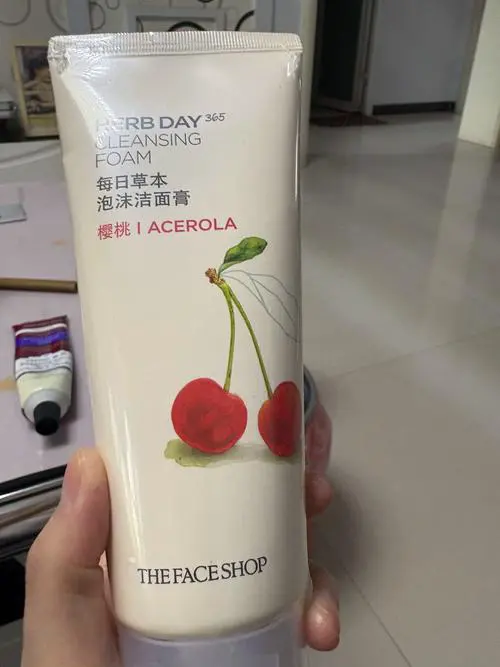 HERB DAY 365
CLEANSING
FOAM
每日草本
泡沫洁面膏
樱桃 | ACEROLA
THE FACE SHOP